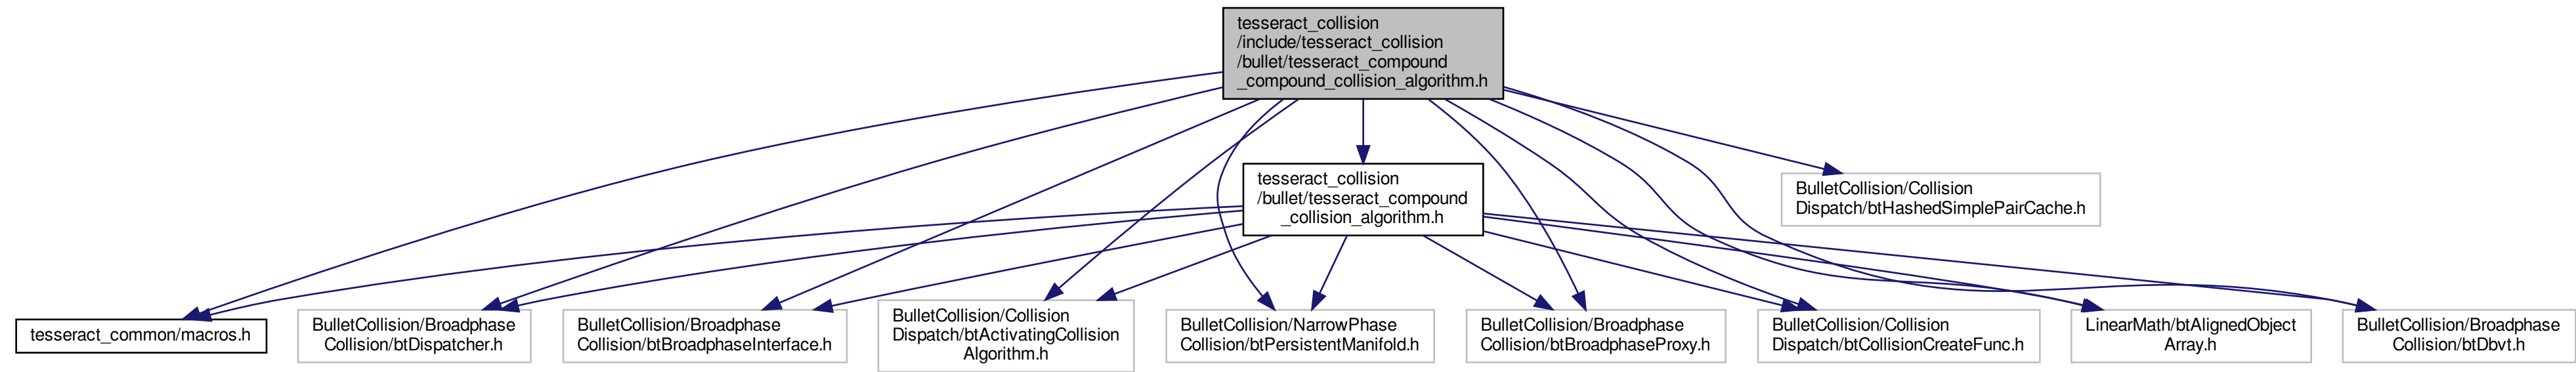 tesseract_collision
/include/tesseract_collision
/bullet/tesseract_compound
_compound_collision_algorithm.h
tesseract_collision
/bullet/tesseract_compound
_collision_algorithm.h
BulletCollision/Collision
Dispatch/btHashedSimplePairCache.h
tesseract_common/macros.h
BulletCollision/Broadphase
Collision/btDispatcher.h
BulletCollision/Broadphase
Collision/btBroadphaseInterface.h
BulletCollision/Collision
Dispatch/btActivatingCollision
Algorithm.h
BulletCollision/NarrowPhase
Collision/btPersistentManifold.h
BulletCollision/Broadphase
Collision/btBroadphaseProxy.h
BulletCollision/Collision
Dispatch/btCollisionCreateFunc.h
LinearMath/btAlignedObject
Array.h
BulletCollision/Broadphase
Collision/btDbvt.h